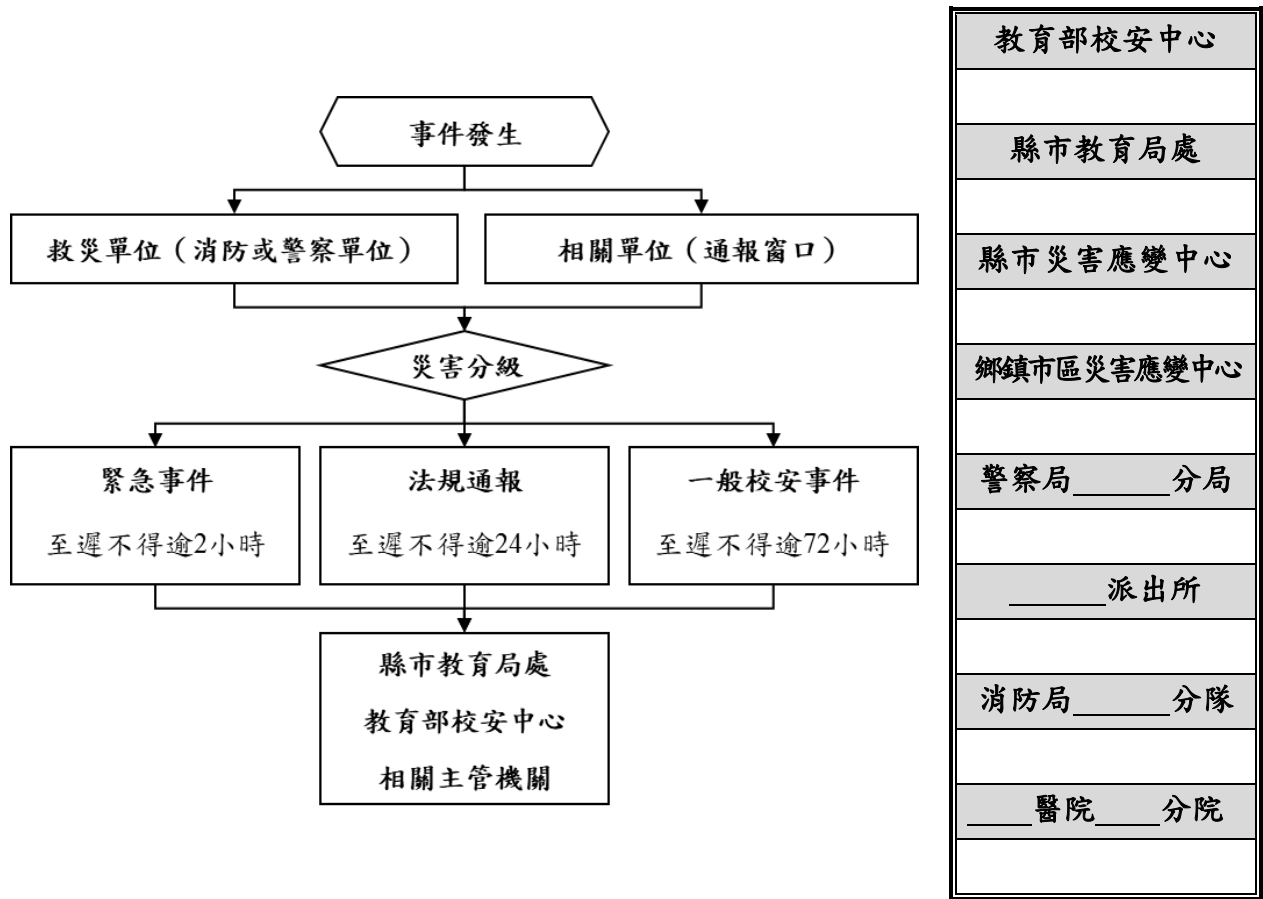 事件發生
救災單位（消防或警察單位）
相關單位（通報窗口）
災害分級
緊急事件
至遲不得逾2小時
法規通報
至遲不得逾24小時
一般校安事件
至遲不得逾72小時
縣市教育局處
教育部校安中心
相關主管機關
教育部校安中心
縣市教育局處
縣市災害應變中心
鄉鎮市區災害應變中心
警察局______分局
______派出所
消防局______分隊
____醫院____分院